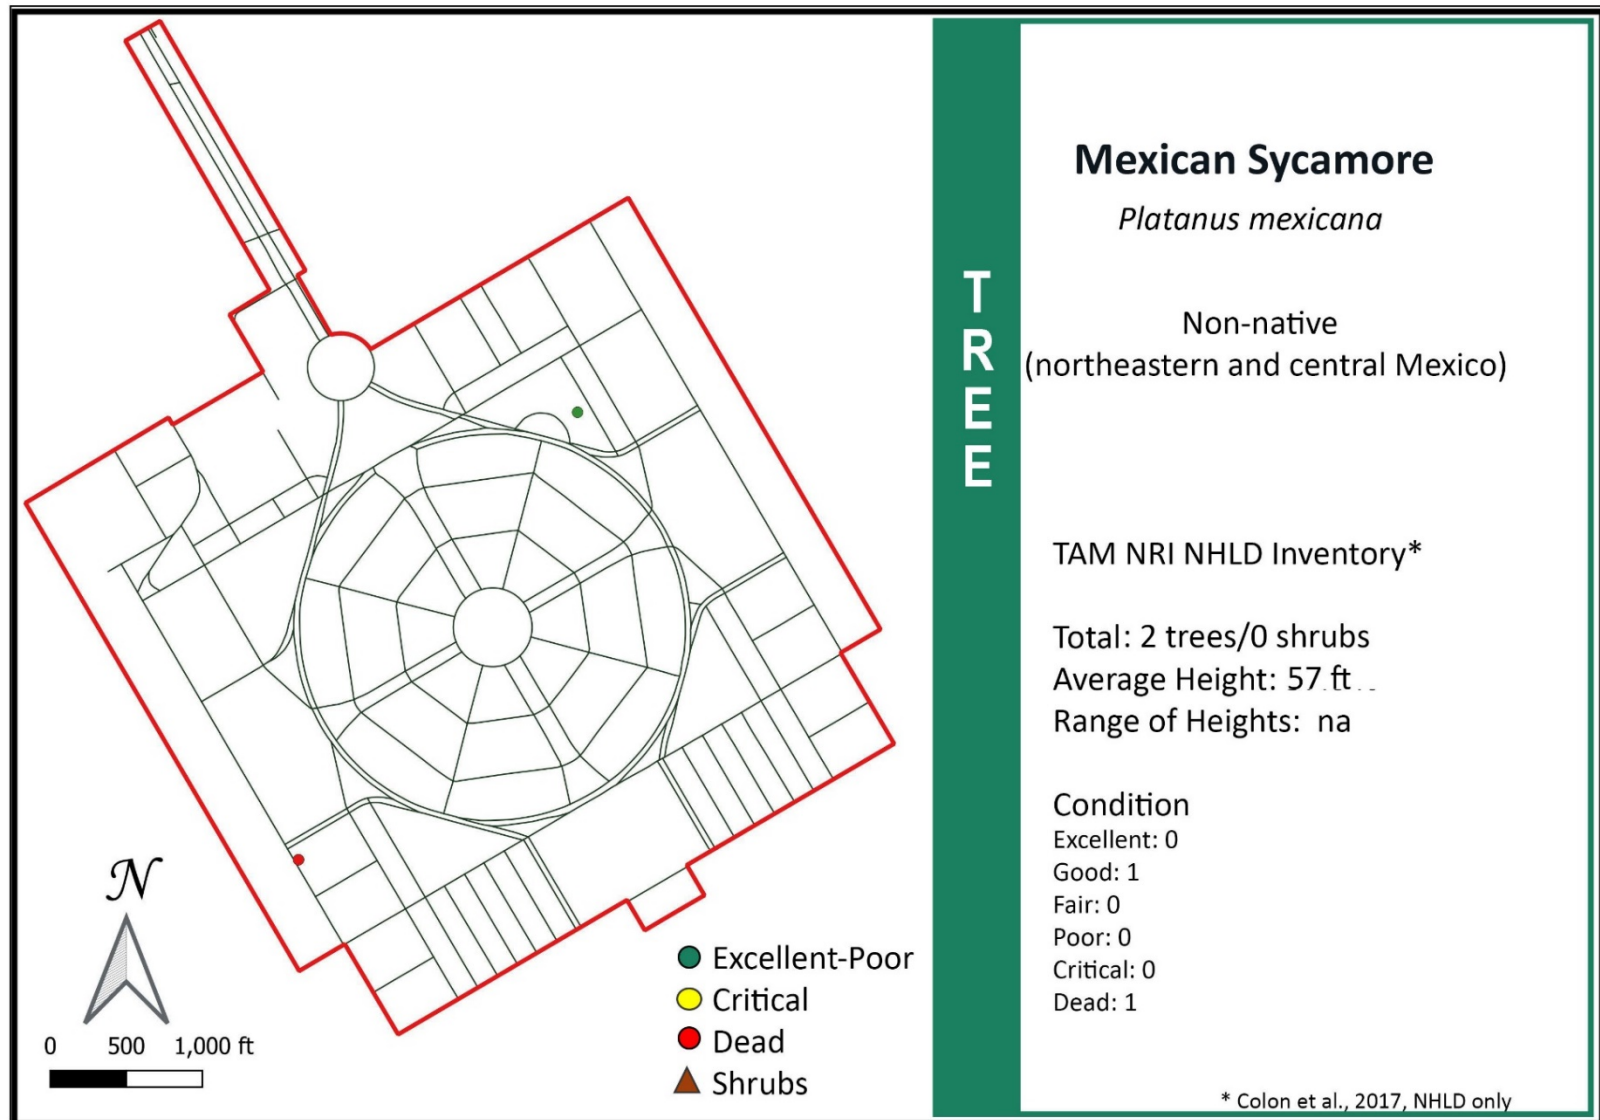 Mexican Sycamore
Platanus mexicana
Non-native
(northeastern and central Mexico)
T
R
E
E
TAM NRI NHLD Inventory*
Total: 2 trees/0 shrubs
Average Height: 57 ft
Range of Heights: na
Condition
Excellent: 0
Good: 1
Fair: 0
Poor: 0
Critical: 0
Dead: 1
* Colon et al., 2017, NHLD only
N
0 500 1,000 ft
Excellent-Poor
Critical
Dead
Shrubs